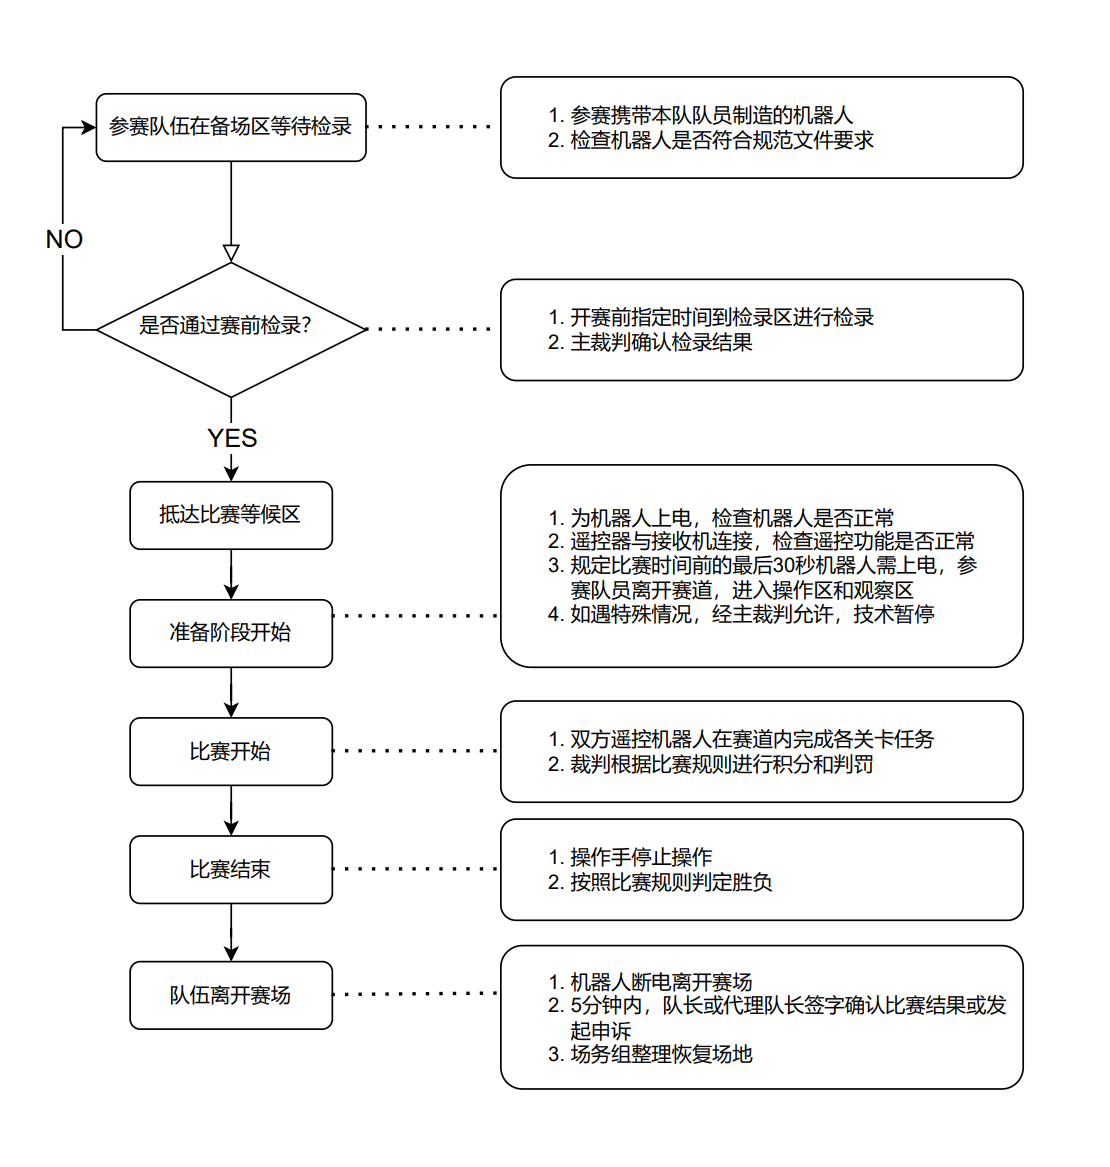 参赛队伍在备场区等待检录
1. 参赛携带本队队员制造的机器人
2. 检查机器人是否符合规范文件要求
NO
是否通过赛前检录?
1. 开赛前指定时间到检录区进行检录
2. 主裁判确认检录结果
YES
抵达比赛等候区
准备阶段开始
1. 为机器人上电，检查机器人是否正常
2. 遥控器与接收机连接，检查遥控功能是否正常
3. 规定比赛时间前的最后30秒机器人需上电，参
赛队员离开赛道，进入操作区和观察区
4. 如遇特殊情况，经主裁判允许，技术暂停
比赛开始
1. 双方遥控机器人在赛道内完成各关卡任务
2. 裁判根据比赛规则进行积分和判罚
比赛结束
1. 操作手停止操作
2. 按照比赛规则判定胜负
队伍离开赛场
1. 机器人断电离开赛场
2. 5分钟内，队长或代理队长签字确认比赛结果或发
起申诉
3. 场务组整理恢复场地